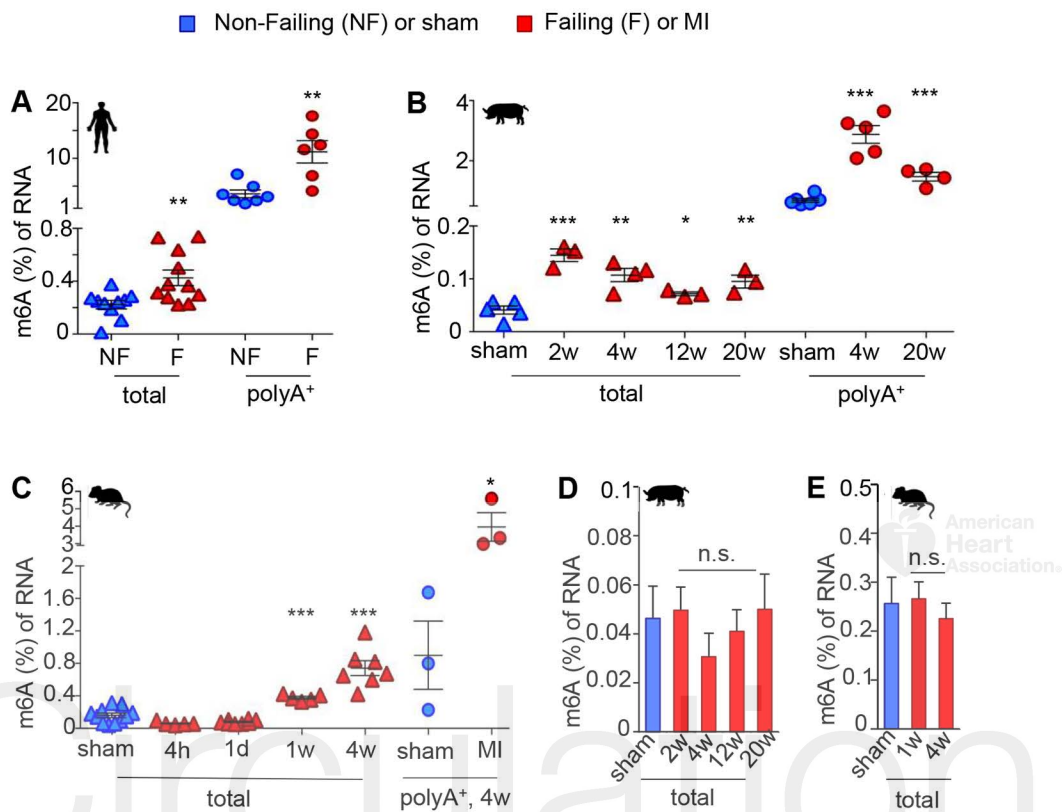 Non-Failing (NF) or sham Failing (F) or MI
A
20
10
1
0.8
0.4
0
m6A (%) of RNA
**
**
NF F NF F
total polyA+
B
4
2
0.2
0.1
0
m6A (%) of RNA
*** ** * ** *** ***
sham 2w 4w 12w 20w sham 4w 20w
total polyA+
C
6
5
4
3
2
1.6
1.2
0.8
0.4
0
m6A (%) of RNA
*** *** *
sham 4h 1d 1w 4w sham MI
total polyA+, 4w
D
0.1
0.08
0.06
0.04
0.02
0
m6A (%) of RNA
n.s.
sham 2w 4w 12w 20w
total
E
0.5
0.4
0.3
0.2
0.1
0
m6A (%) of RNA
n.s.
sham 1w 4w
total
American
Heart
Association®
Circulation